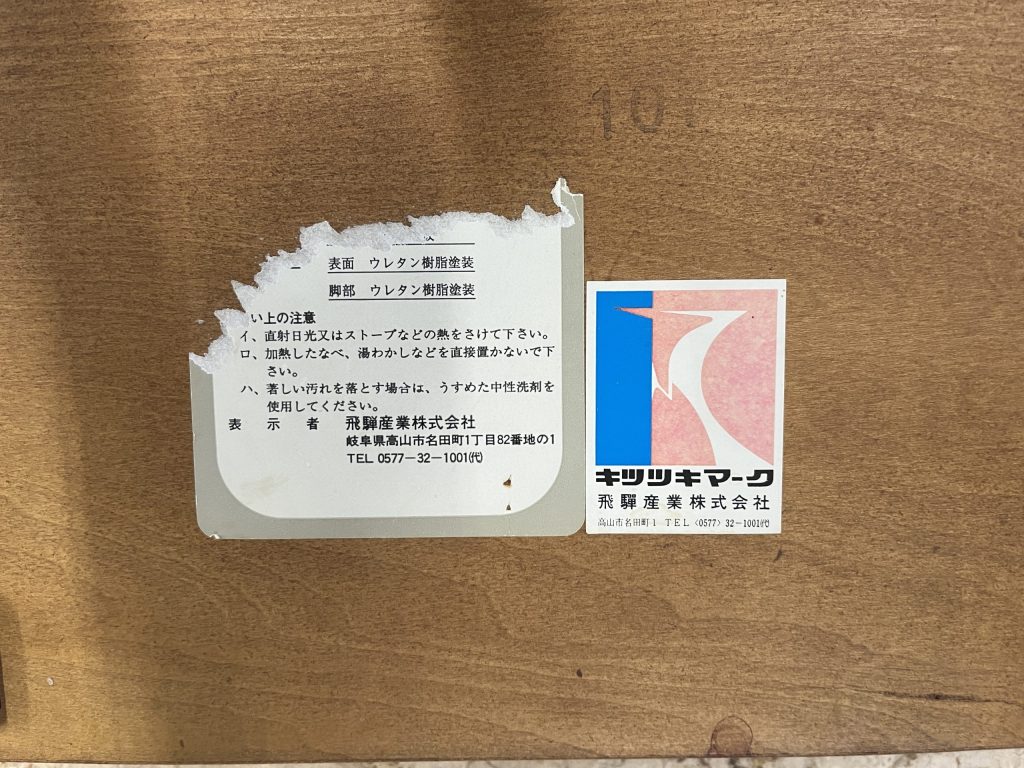 101
表面 ウレタン樹脂塗装
脚部 ウレタン樹脂塗装
い上の注意
イ、直射日光又はストーブなどの熱をさけて下さい。
ロ、加熱したなべ、湯わかしなどを直接置かないで下
さい。
ハ、著しい汚れを落とす場合は、うすめた中性洗剤を
使用してください。
表示者 飛驒産業株式会社
岐阜県高山市名田町1丁目82番地の1
TEL 0577-32-1001㈹
キツツキマーク
飛驒産業株式会社
高山市名田町1 TEL〈0577〉32-1001㈹